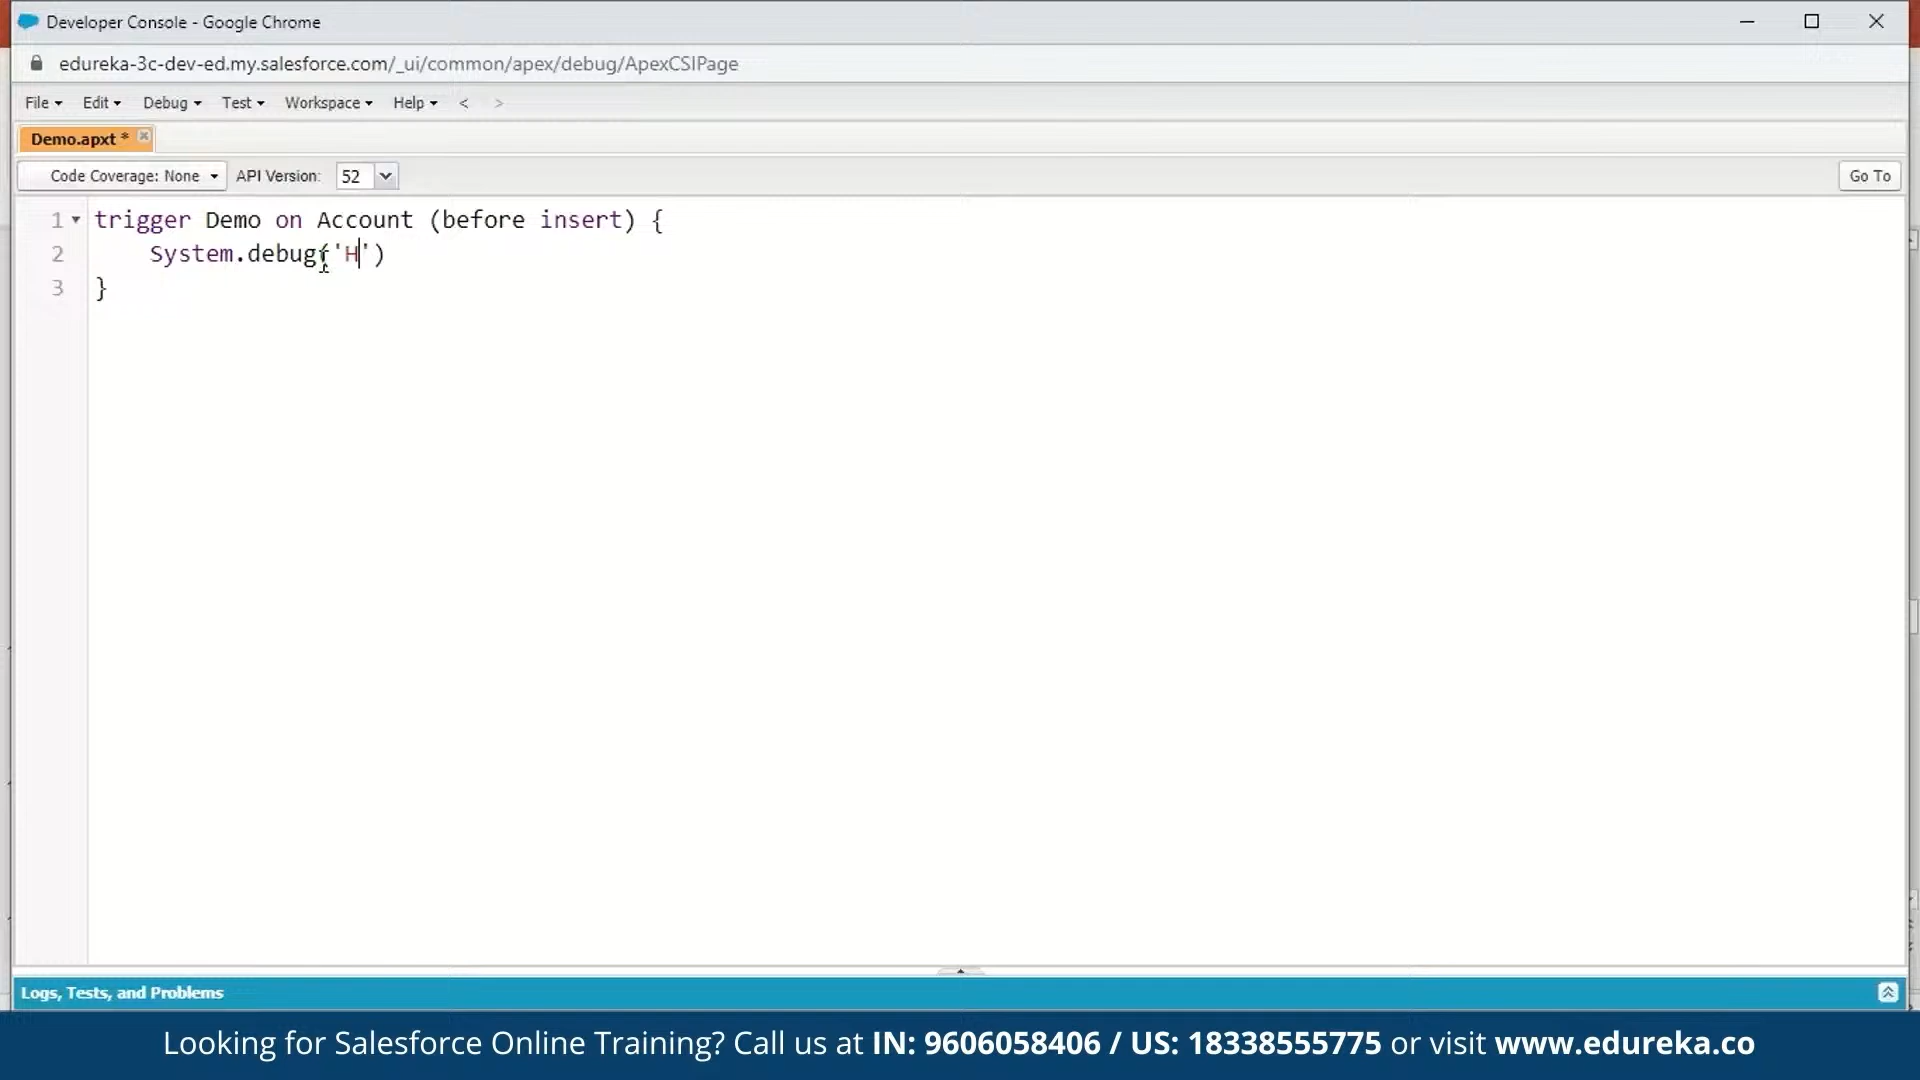 Developer Console - Google Chrome
edureka-3c-dev-ed.my.salesforce.com/_ui/common/apex/debug/ApexCSIPage
File Edit Debug Test Workspace Help < >
Demo.apxt *
Code Coverage: None API Version: 52 Go To
1 trigger Demo on Account (before insert) {
2 System.debug('H')
3 }
Logs, Tests, and Problems
Looking for Salesforce Online Training? Call us at IN: 9606058406 / US: 18338555775 or visit www.edureka.co